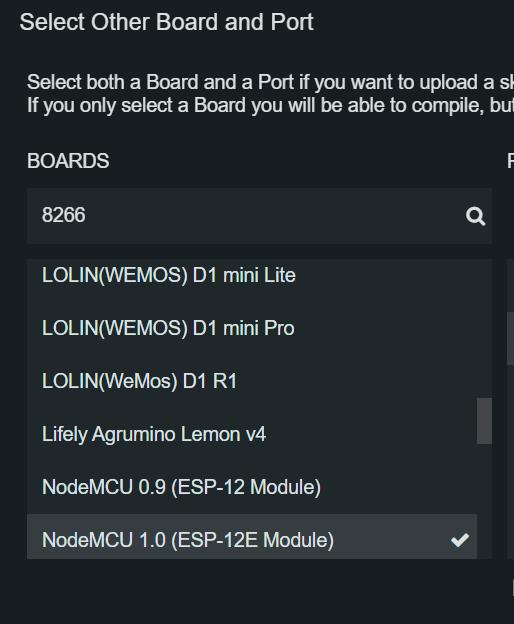 Select Other Board and Port
Select both a Board and a Port if you want to upload a
If you only select a Board you will be able to compile,
BOARDS
8266
LOLIN(WEMOS) D1 mini Lite
LOLIN(WEMOS) D1 mini Pro
LOLIN(WeMos) D1 R1
Lifely Agrumino Lemon v4
NodeMCU 0.9 (ESP-12 Module)
NodeMCU 1.0 (ESP-12E Module)